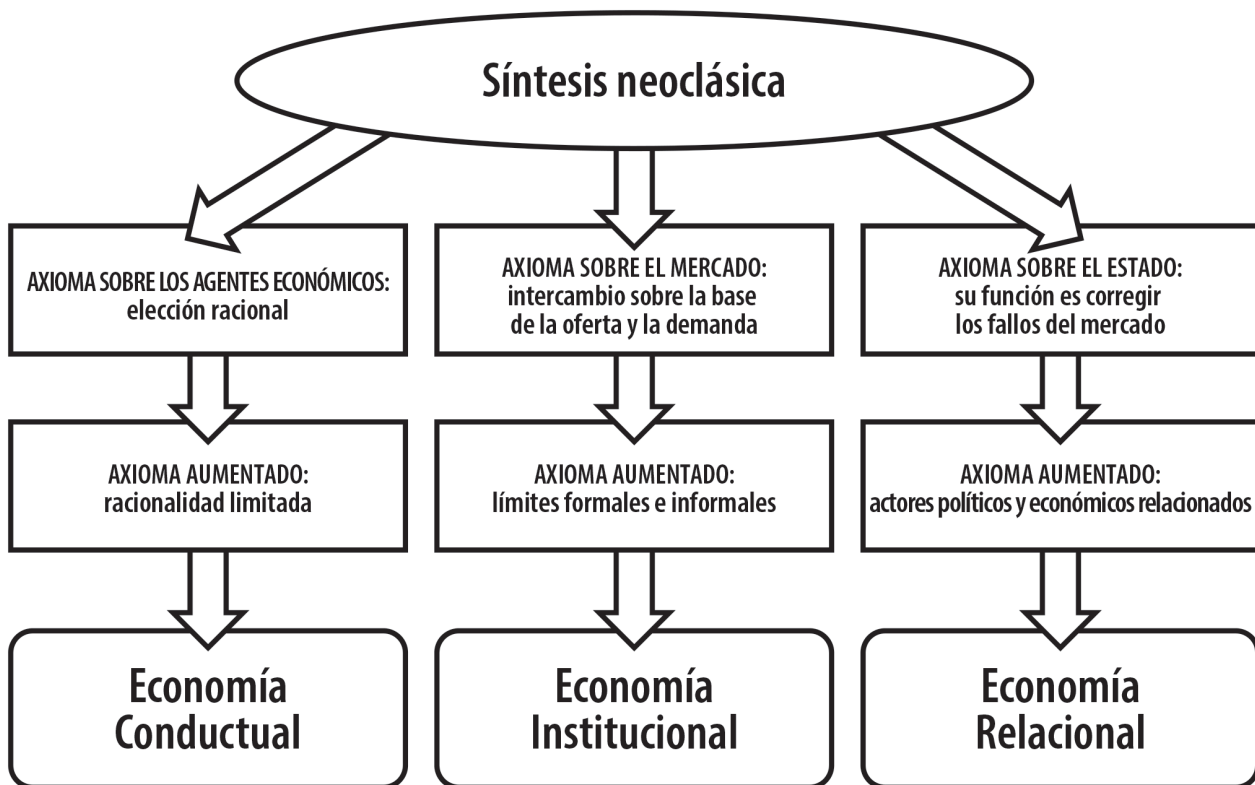 Síntesis neoclásica
AXIOMA SOBRE LOS AGENTES ECONÓMICOS:
elección racional
AXIOMA SOBRE EL MERCADO:
intercambio sobre la base
de la oferta y la demanda
AXIOMA SOBRE EL ESTADO:
su función es corregir
los fallos del mercado
AXIOMA AUMENTADO:
racionalidad limitada
AXIOMA AUMENTADO:
límites formales e informales
AXIOMA AUMENTADO:
actores políticos y económicos relacionados
Economía
Conductual
Economía
Institucional
Economía
Relacional